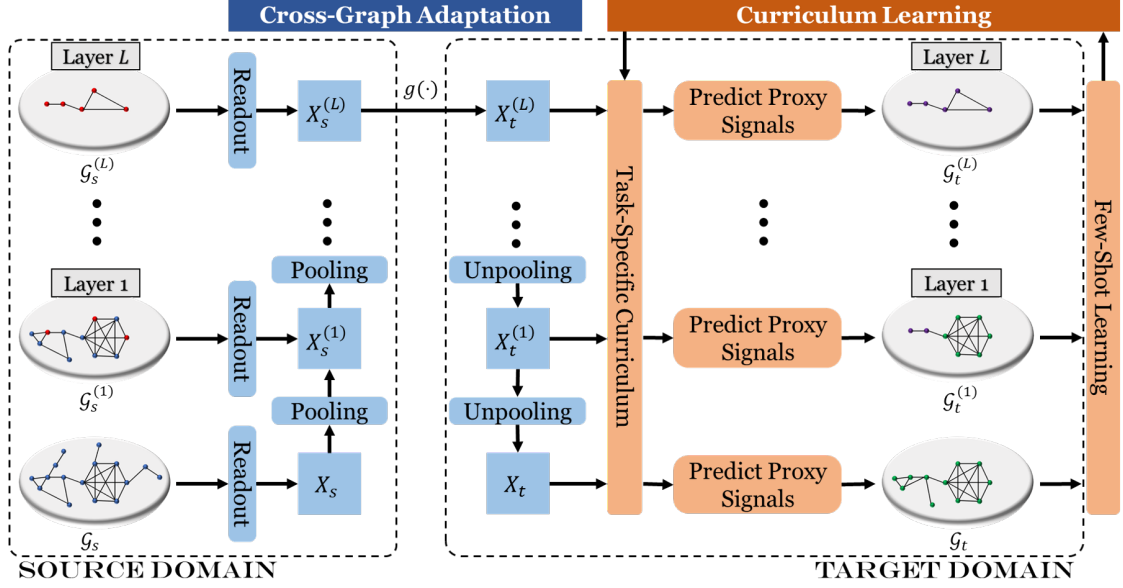 Cross-Graph Adaptation
Curriculum Learning
Layer L
Readout
X_s^{(L)}
g(·)
X_t^{(L)}
Predict Proxy
Signals
Layer L
𝒢_s^{(L)}
𝒢_t^{(L)}
Task-Specific Curriculum
Few-Shot Learning
Pooling
Unpooling
Layer 1
Readout
X_s^{(1)}
X_t^{(1)}
Predict Proxy
Signals
Layer 1
𝒢_s^{(1)}
𝒢_t^{(1)}
Pooling
Unpooling
Readout
X_s
X_t
Predict Proxy
Signals
𝒢_s
𝒢_t
SOURCE DOMAIN
TARGET DOMAIN